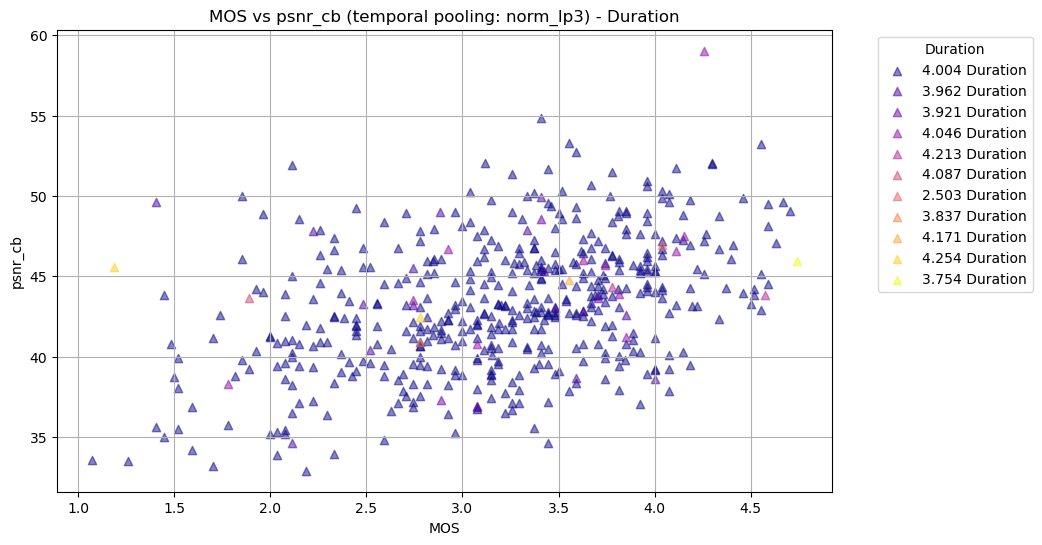 MOS vs psnr_cb (temporal pooling: norm_lp3) - Duration
psnr_cb
60
55
50
45
40
35
1.0 1.5 2.0 2.5 3.0 3.5 4.0 4.5
MOS
Duration
4.004 Duration
3.962 Duration
3.921 Duration
4.046 Duration
4.213 Duration
4.087 Duration
2.503 Duration
3.837 Duration
4.171 Duration
4.254 Duration
3.754 Duration